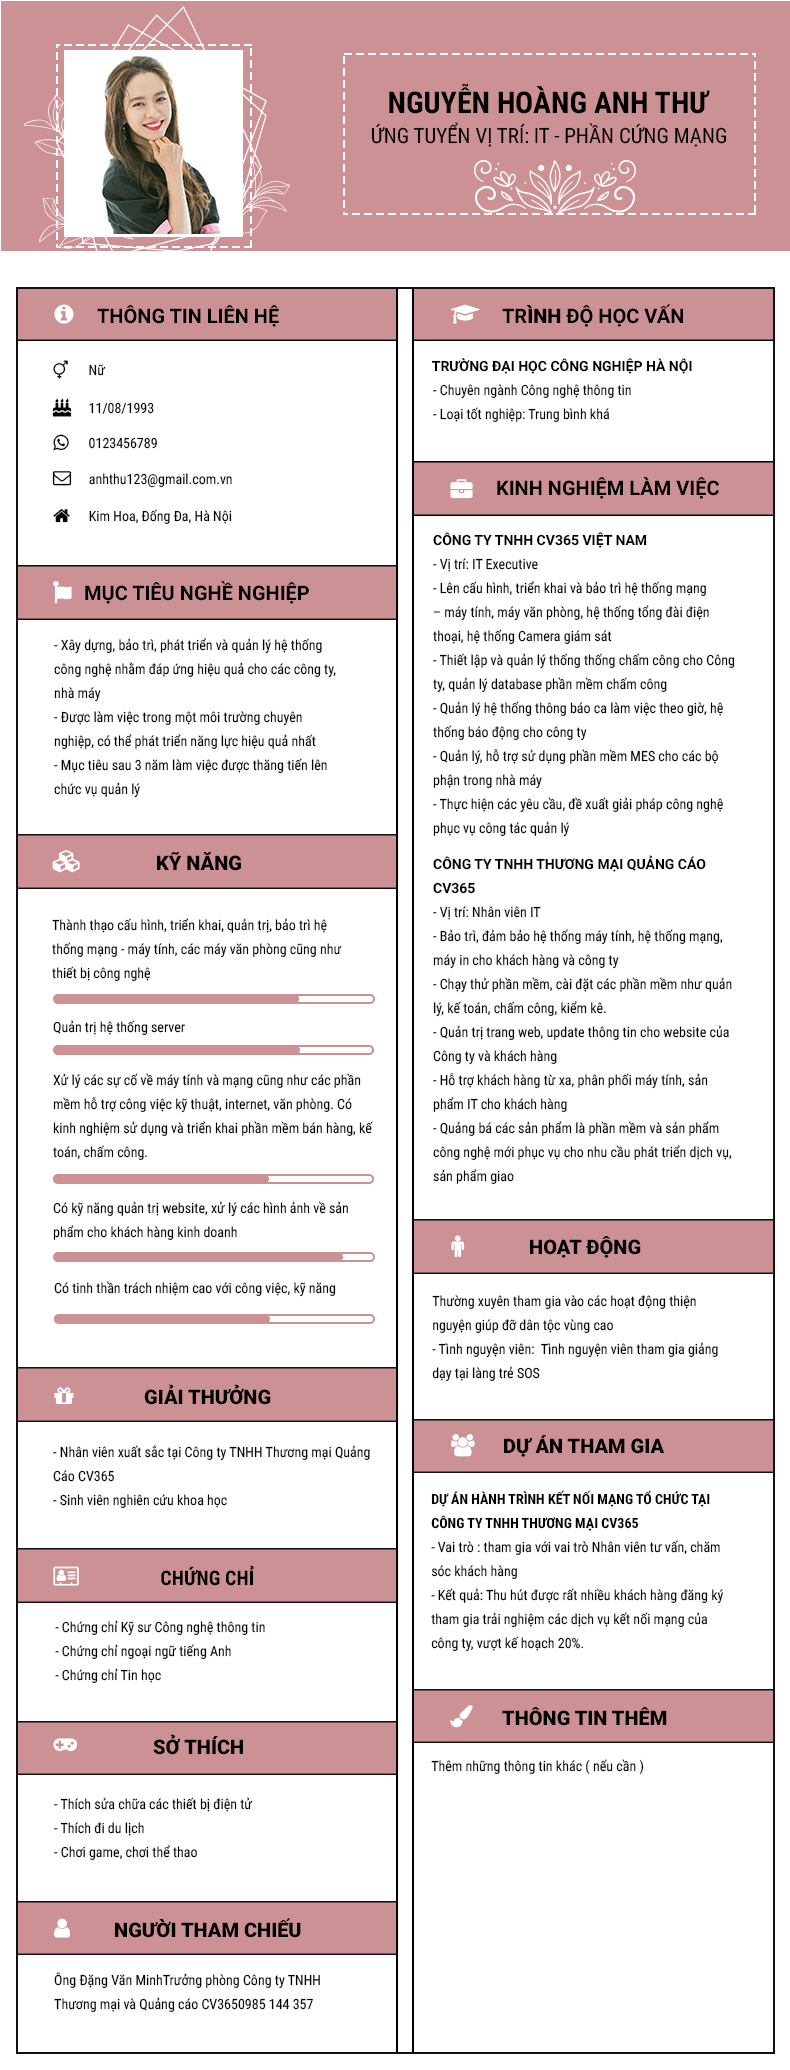 NGUYỄN HOÀNG ANH THƯ
ỨNG TUYỂN VỊ TRÍ: IT - PHẦN CỨNG MẠNG
THÔNG TIN LIÊN HỆ
Nữ
11/08/1993
0123456789
anhthu123@gmail.com.vn
Kim Hoa, Đống Đa, Hà Nội
MỤC TIÊU NGHỀ NGHIỆP
- Xây dựng, bảo trì, phát triển và quản lý hệ thống
công nghệ nhằm đáp ứng hiệu quả cho các công ty,
nhà máy
- Được làm việc trong một môi trường chuyên
nghiệp, có thể phát triển năng lực hiệu quả nhất
- Mục tiêu sau 3 năm làm việc được thăng tiến lên
chức vụ quản lý
KỸ NĂNG
Thành thạo cấu hình, triển khai, quản trị, bảo trì hệ
thống mạng - máy tính, các máy văn phòng cũng như
thiết bị công nghệ
Quản trị hệ thống server
Xử lý các sự cố về máy tính và mạng cũng như các phần
mềm hỗ trợ công việc kỹ thuật, internet, văn phòng. Có
kinh nghiệm sử dụng và triển khai phần mềm bán hàng, kế
toán, chấm công.
Có kỹ năng quản trị website, xử lý các hình ảnh về sản
phẩm cho khách hàng kinh doanh
Có tinh thần trách nhiệm cao với công việc, kỹ năng
GIẢI THƯỞNG
- Nhân viên xuất sắc tại Công ty TNHH Thương mại Quảng
Cáo CV365
- Sinh viên nghiên cứu khoa học
CHỨNG CHỈ
- Chứng chỉ Kỹ sư Công nghệ thông tin
- Chứng chỉ ngoại ngữ tiếng Anh
- Chứng chỉ Tin học
SỞ THÍCH
- Thích sửa chữa các thiết bị điện tử
- Thích đi du lịch
- Chơi game, chơi thể thao
NGƯỜI THAM CHIẾU
Ông Đặng Văn MinhTrưởng phòng Công ty TNHH
Thương mại và Quảng cáo CV3650985 144 357
TRÌNH ĐỘ HỌC VẤN
TRƯỜNG ĐẠI HỌC CÔNG NGHIỆP HÀ NỘI
- Chuyên ngành Công nghệ thông tin
- Loại tốt nghiệp: Trung bình khá
KINH NGHIỆM LÀM VIỆC
CÔNG TY TNHH CV365 VIỆT NAM
- Vị trí: IT Executive
- Lên cấu hình, triển khai và bảo trì hệ thống mạng
– máy tính, máy văn phòng, hệ thống tổng đài điện
thoại, hệ thống Camera giám sát
- Thiết lập và quản lý thống thống chấm công cho Công
ty, quản lý database phần mềm chấm công
- Quản lý hệ thống thông báo ca làm việc theo giờ, hệ
thống báo động cho công ty
- Quản lý, hỗ trợ sử dụng phần mềm MES cho các bộ
phận trong nhà máy
- Thực hiện các yêu cầu, đề xuất giải pháp công nghệ
phục vụ công tác quản lý
CÔNG TY TNHH THƯƠNG MẠI QUẢNG CÁO
CV365
- Vị trí: Nhân viên IT
- Bảo trì, đảm bảo hệ thống máy tính, hệ thống mạng,
máy in cho khách hàng và công ty
- Chạy thử phần mềm, cài đặt các phần mềm như quản
lý, kế toán, chấm công, kiểm kê.
- Quản trị trang web, update thông tin cho website của
Công ty và khách hàng
- Hỗ trợ khách hàng từ xa, phân phối máy tính, sản
phẩm IT cho khách hàng
- Quảng bá các sản phẩm là phần mềm và sản phẩm
công nghệ mới phục vụ cho nhu cầu phát triển dịch vụ,
sản phẩm giao
HOẠT ĐỘNG
Thường xuyên tham gia vào các hoạt động thiện
nguyện giúp đỡ dân tộc vùng cao
- Tình nguyện viên:  Tình nguyện viên tham gia giảng
dạy tại làng trẻ SOS
DỰ ÁN THAM GIA
DỰ ÁN HÀNH TRÌNH KẾT NỐI MẠNG TỔ CHỨC TẠI
CÔNG TY TNHH THƯƠNG MẠI CV365
- Vai trò : tham gia với vai trò Nhân viên tư vấn, chăm
sóc khách hàng
- Kết quả: Thu hút được rất nhiều khách hàng đăng ký
tham gia trải nghiệm các dịch vụ kết nối mạng của
công ty, vượt kế hoạch 20%.
THÔNG TIN THÊM
Thêm những thông tin khác ( nếu cần )